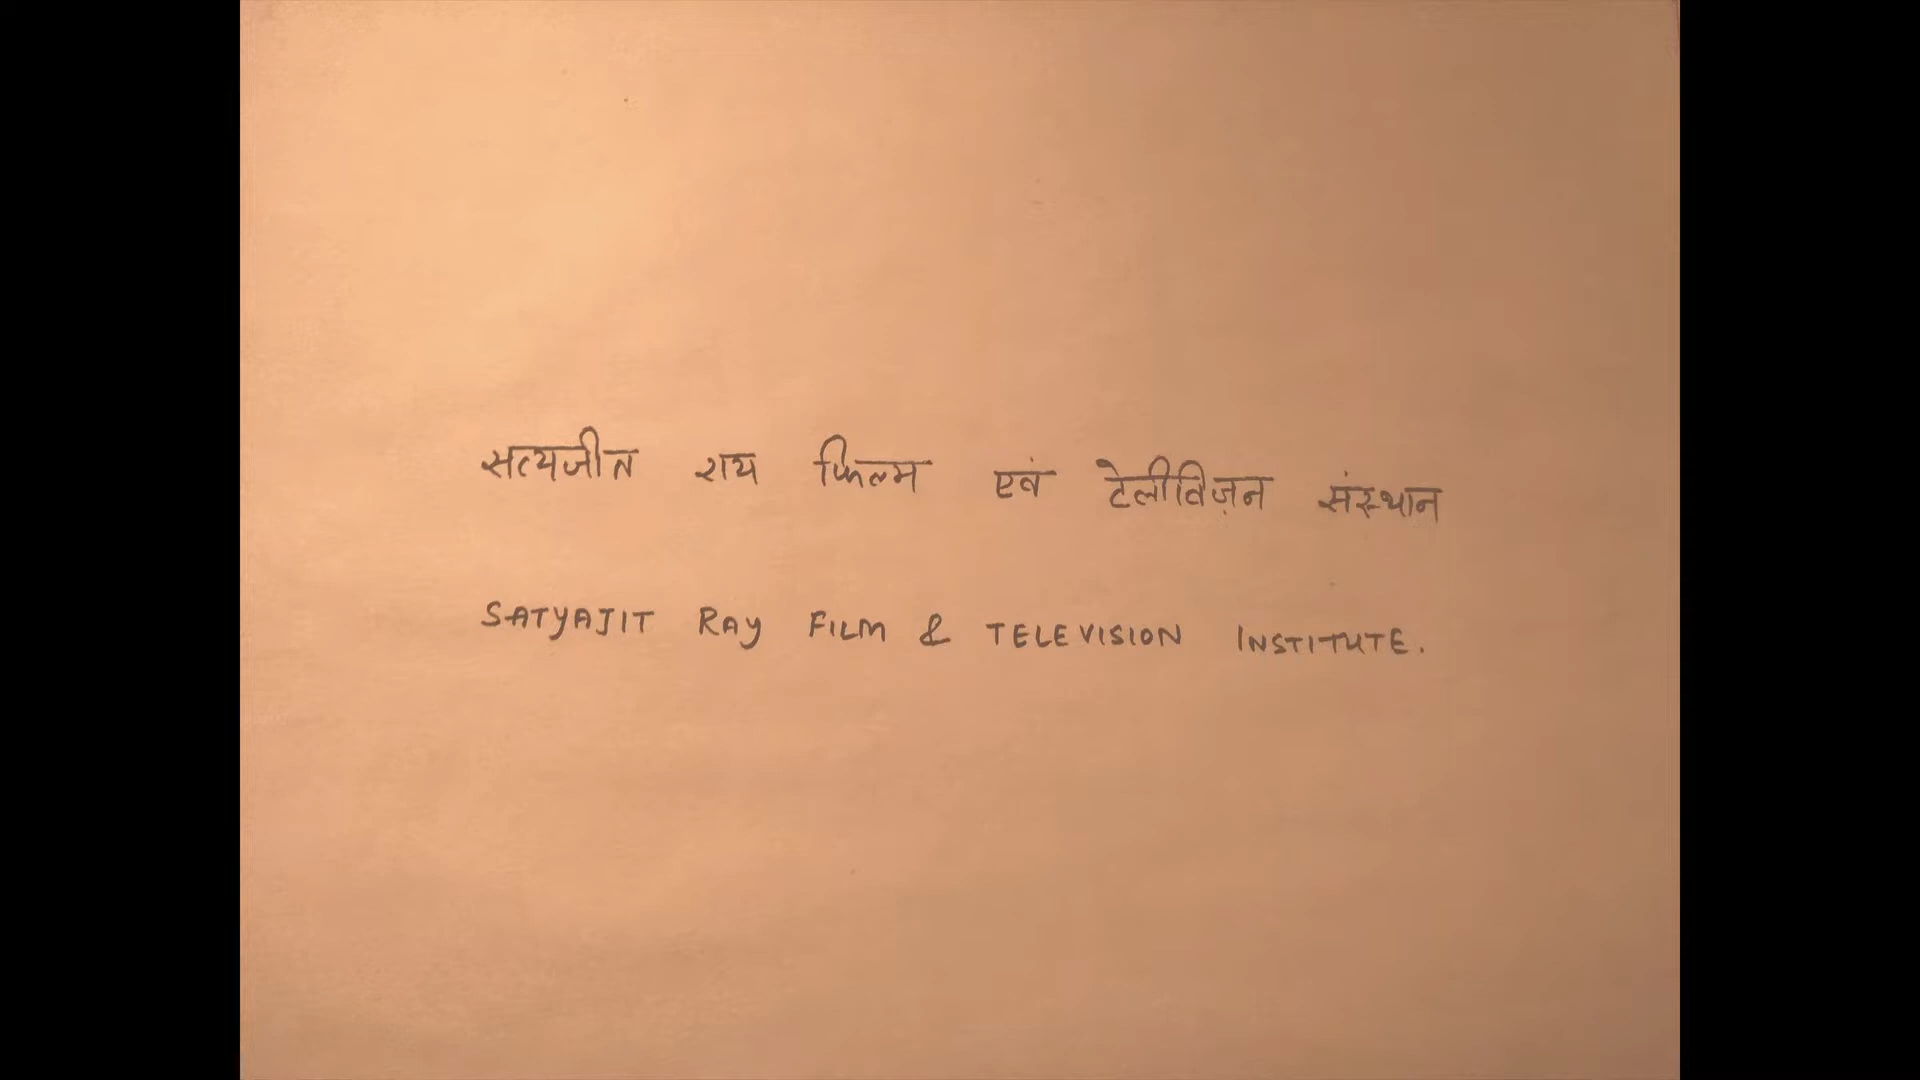 सत्यजीत राय फिल्म एवं टेलीविज़न संस्थान
SATYAJIT RAY FILM & TELEVISION INSTITUTE.